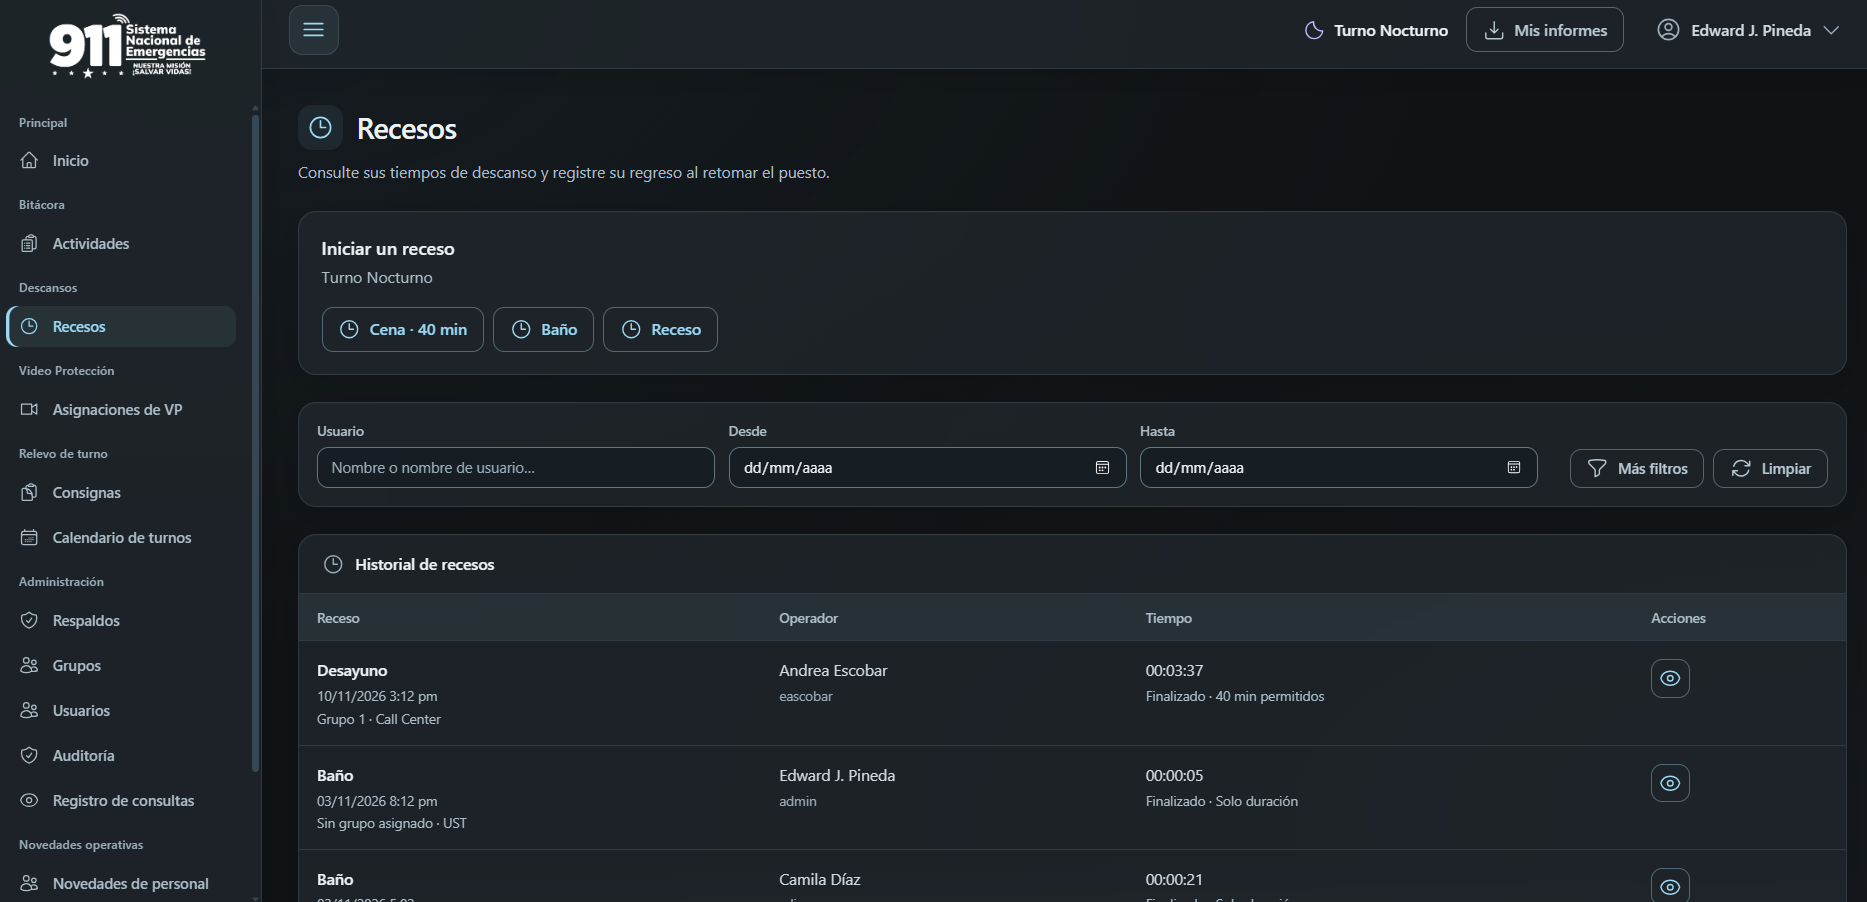 911 Sistema
Nacional de
Emergencias
NUESTRA MISIÓN
¡SALVAR VIDAS!
Turno Nocturno
Mis informes
Edward J. Pineda
Principal
Inicio
Bitácora
Actividades
Descansos
Recesos
Video Protección
Asignaciones de VP
Relevo de turno
Consignas
Calendario de turnos
Administración
Respaldos
Grupos
Usuarios
Auditoría
Registro de consultas
Novedades operativas
Novedades de personal
Recesos
Consulte sus tiempos de descanso y registre su regreso al retomar el puesto.
Iniciar un receso
Turno Nocturno
Cena · 40 min
Baño
Receso
Usuario
Desde
Hasta
Nombre o nombre de usuario...
dd/mm/aaaa
dd/mm/aaaa
Más filtros
Limpiar
Historial de recesos
Receso
Operador
Tiempo
Acciones
Desayuno
10/11/2026 3:12 pm
Grupo 1 · Call Center
Andrea Escobar
eascobar
00:03:37
Finalizado · 40 min permitidos
Baño
03/11/2026 8:12 pm
Sin grupo asignado · UST
Edward J. Pineda
admin
00:00:05
Finalizado · Solo duración
Baño
Camila Díaz
00:00:21